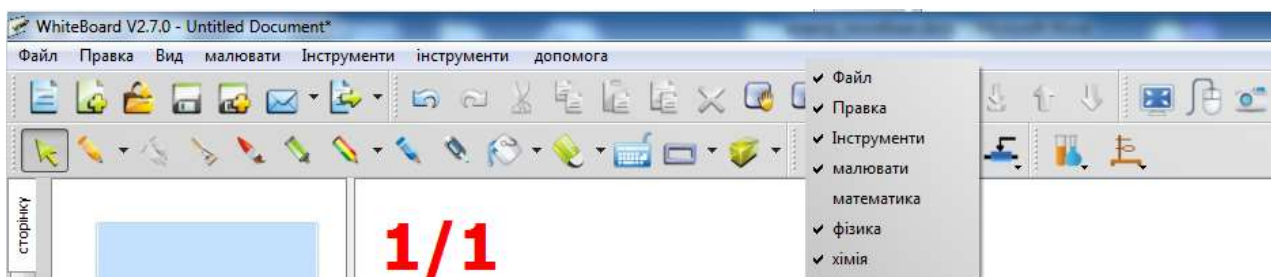 WhiteBoard V2.7.0 - Untitled Document*
Файл Правка Вид малювати Інструменти інструменти допомога
✓ Файл
✓ Правка
✓ Інструменти
✓ малювати
математика
✓ фізика
✓ хімія
сторінку
1/1